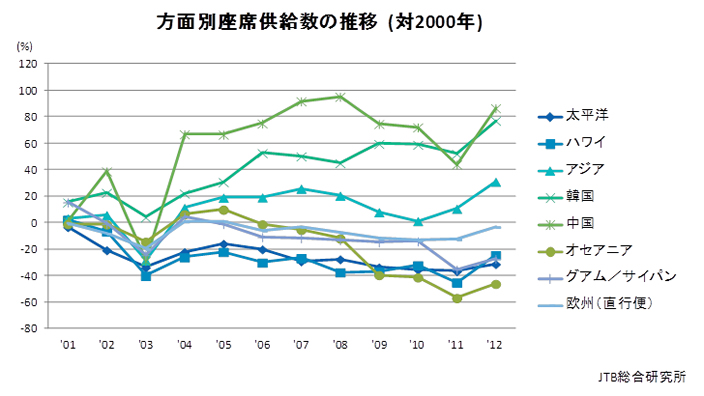 方面別座席供給数の推移 (対2000年)
(%)
120
100
80
60
40
20
0
-20
-40
-60
-80
'01 '02 '03 '04 '05 '06 '07 '08 '09 '10 '11 '12
太平洋
ハワイ
アジア
韓国
中国
オセアニア
グアム／サイパン
欧州（直行便）
JTB総合研究所